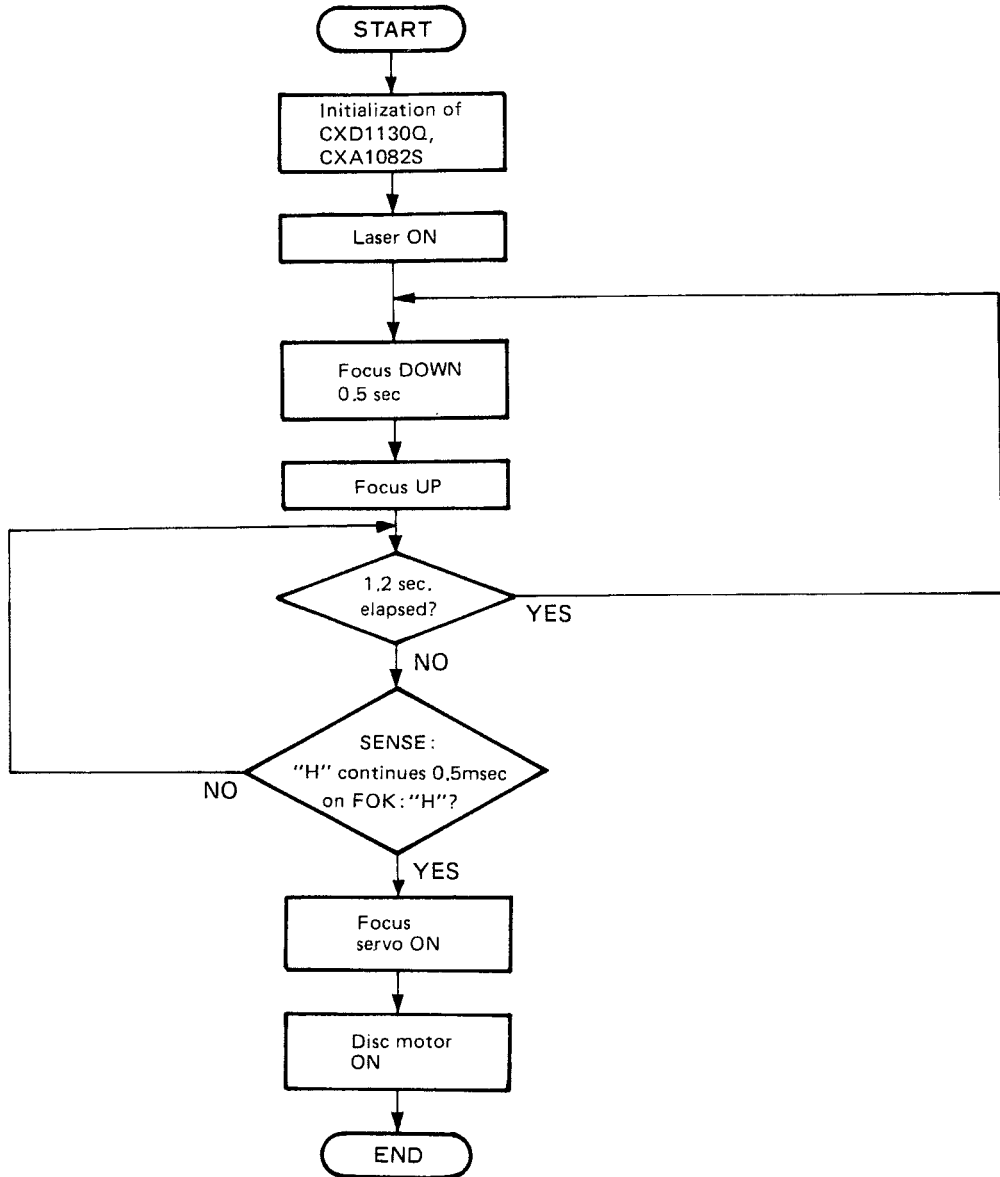 START
Initialization of
CXD1130Q,
CXA1082S
Laser ON
Focus DOWN
0.5 sec
Focus UP
1.2 sec.
elapsed?
YES
NO
SENSE:
"H" continues 0.5msec
on FOK: "H"?
NO
YES
Focus
servo ON
Disc motor
ON
END